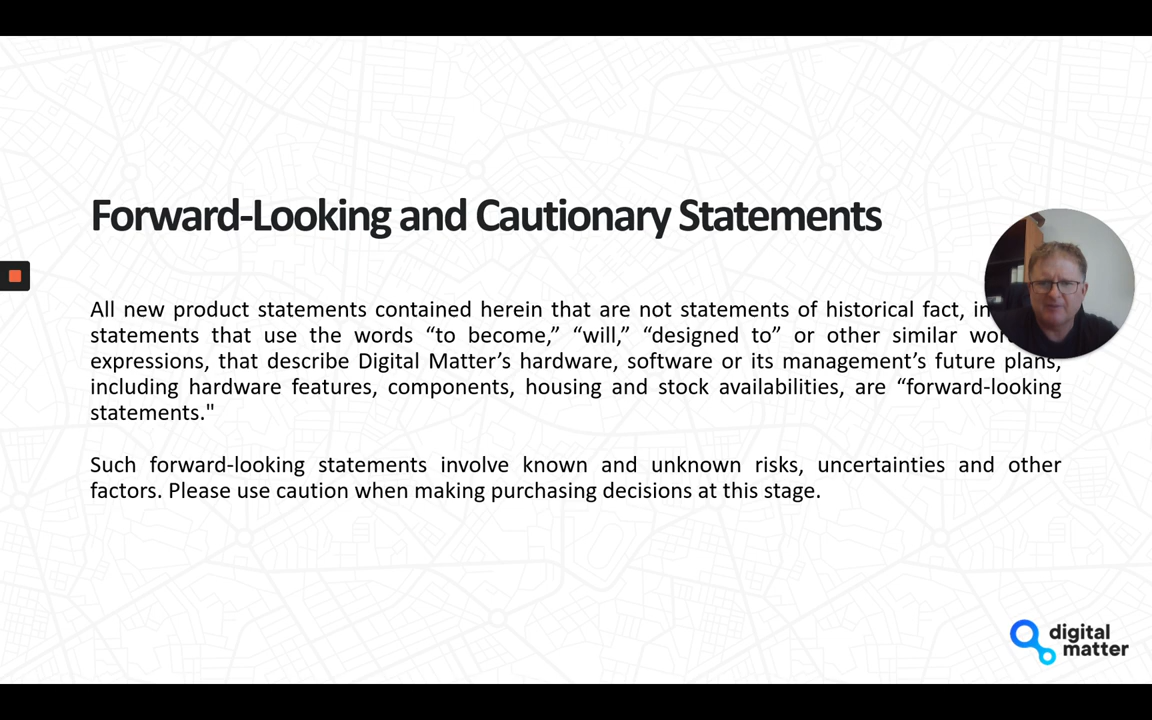 Forward-Looking and Cautionary Statements
All new product statements contained herein that are not statements of historical fact,
statements that use the words “to become,” “will,” “designed to” or other similar
expressions, that describe Digital Matter’s hardware, software or its management’s future plans,
including hardware features, components, housing and stock availabilities, are “forward-looking
statements."
Such forward-looking statements involve known and unknown risks, uncertainties and other
factors. Please use caution when making purchasing decisions at this stage.
digital
matter